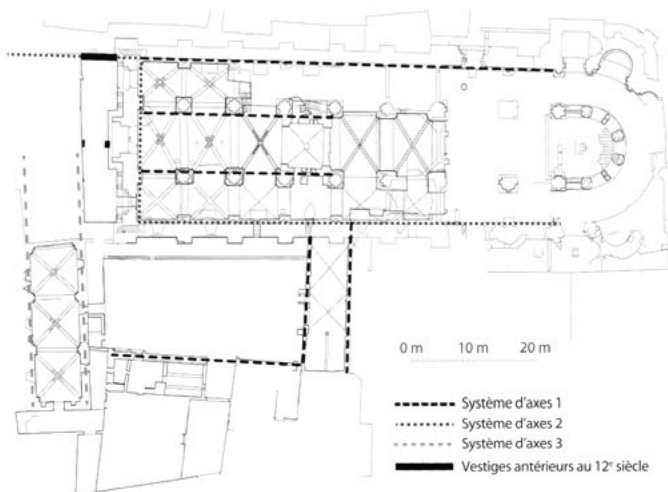 0 m 10 m 20 m
Système d'axes 1
Système d'axes 2
Système d'axes 3
Vestiges antérieurs au 12e siècle